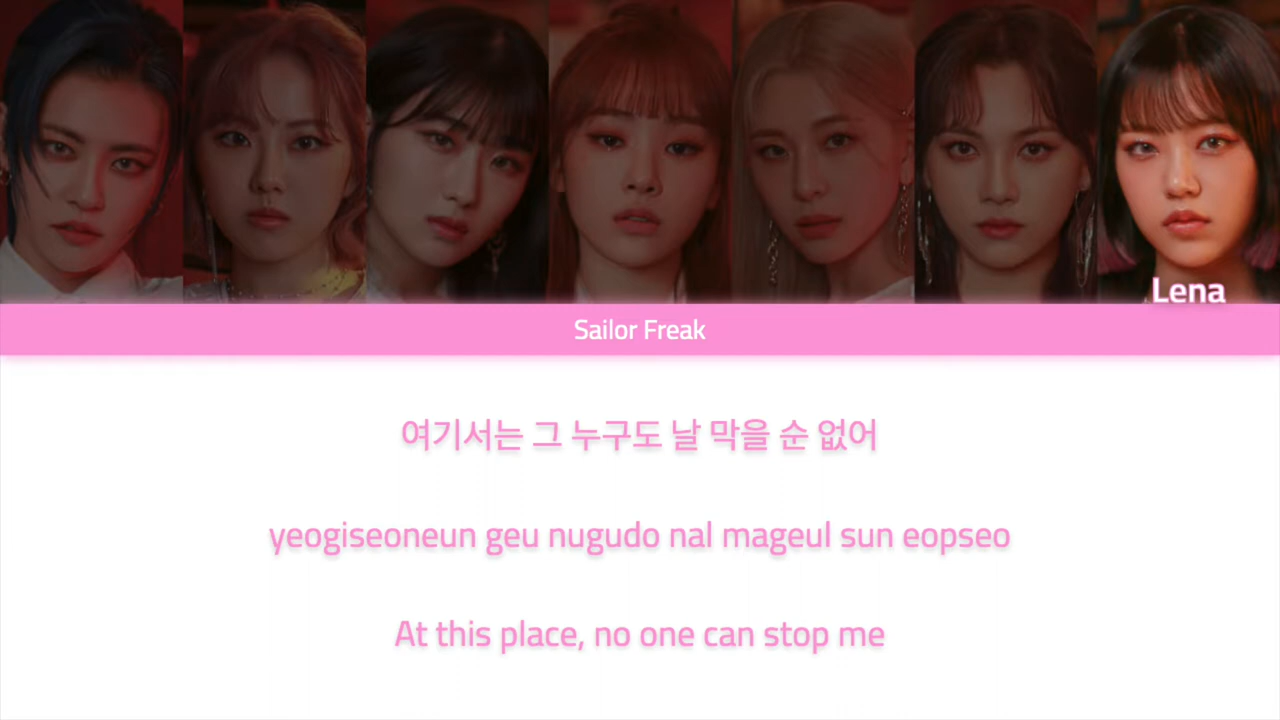 Lena
Sailor Freak
여기서는 그 누구도 날 막을 순 없어
yeogiseoneun geu nugudo nal mageul sun eopseo
At this place, no one can stop me